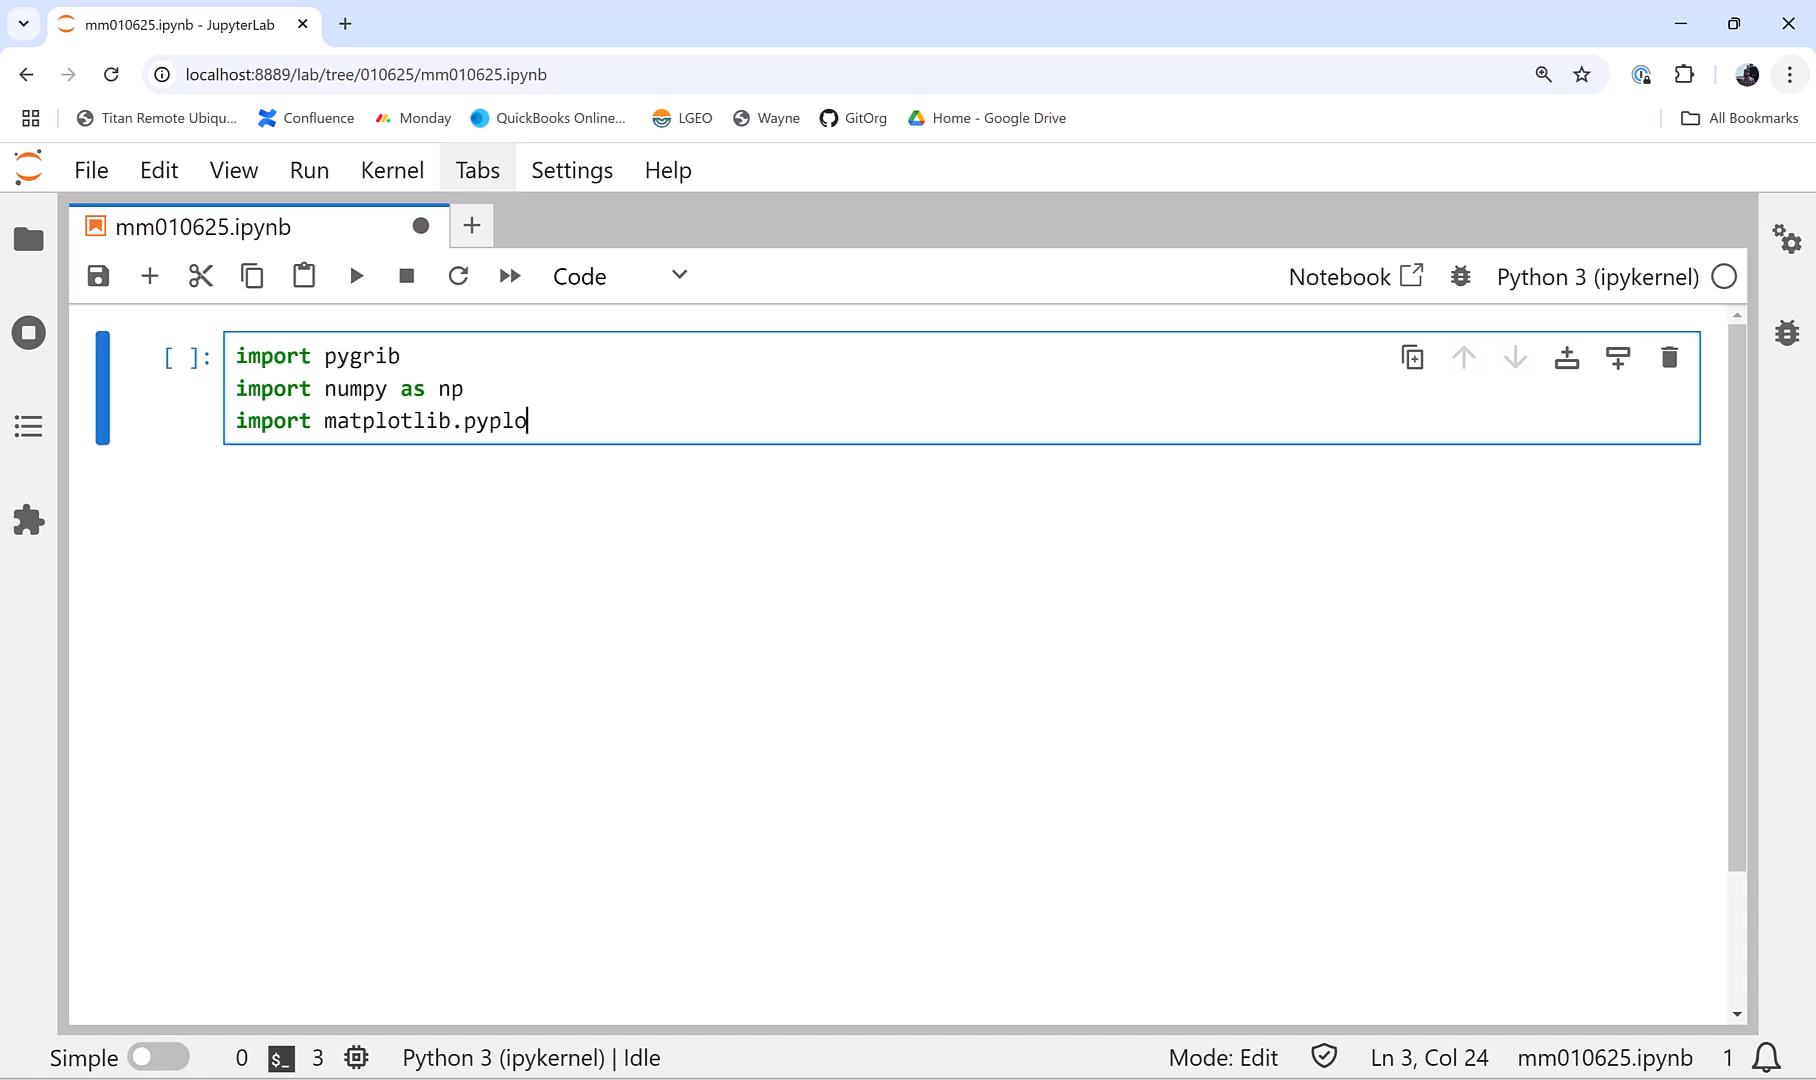 mm010625.ipynb - JupyterLab
localhost:8889/lab/tree/010625/mm010625.ipynb
Titan Remote Ubiqu... Confluence Monday QuickBooks Online... LGEO Wayne GitOrg Home - Google Drive All Bookmarks
File Edit View Run Kernel Tabs Settings Help
mm010625.ipynb
Code Notebook Python 3 (ipykernel)
[ ]: import pygrib
import numpy as np
import matplotlib.pyplo
Simple 0 $_ 3 Python 3 (ipykernel) | Idle Mode: Edit Ln 3, Col 24 mm010625.ipynb 1